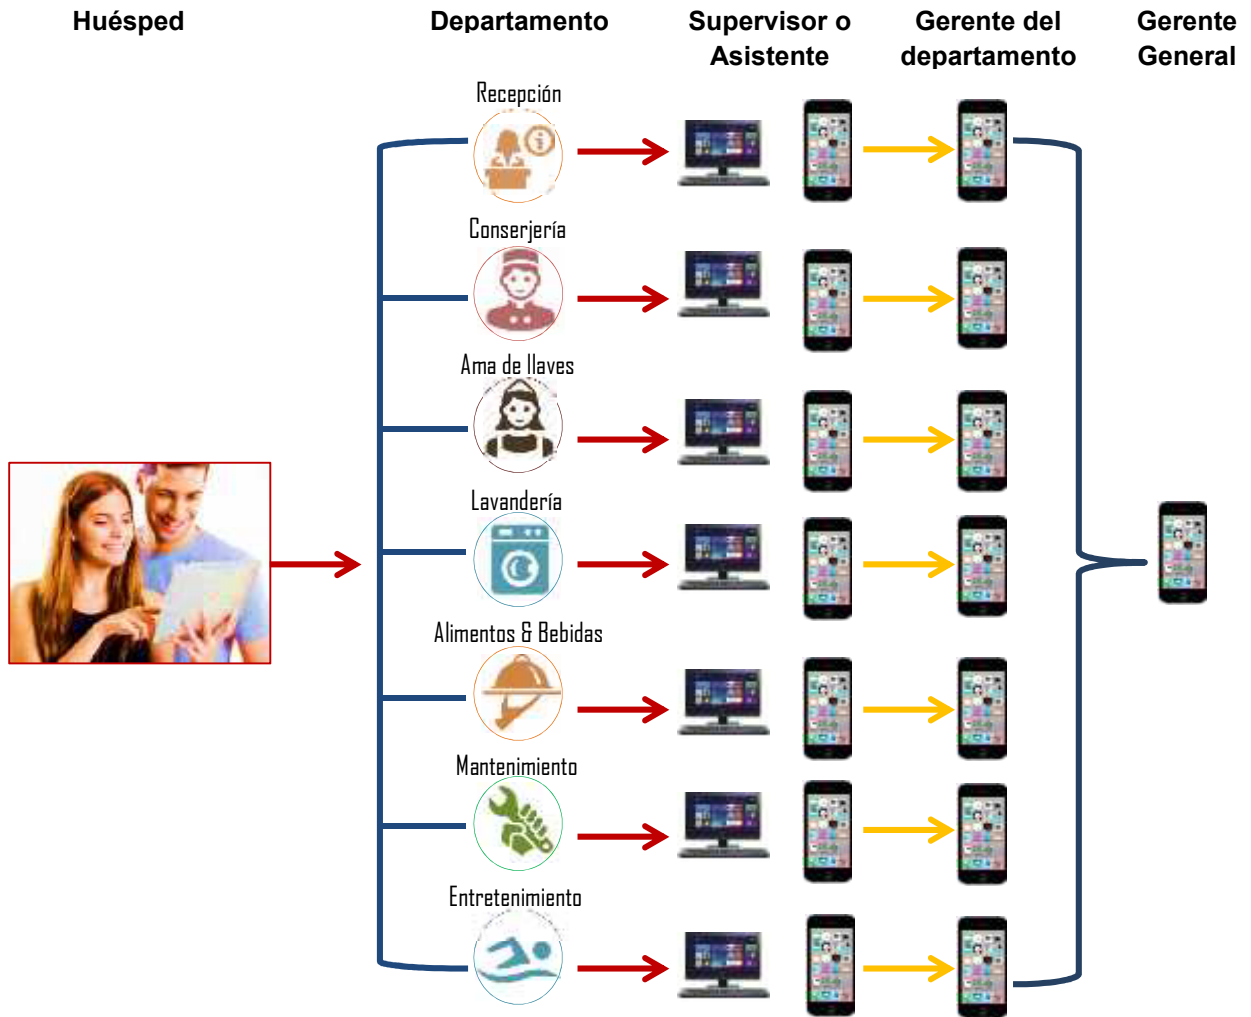 Huésped
Departamento
Supervisor o
Asistente
Gerente del
departamento
Gerente
General
Recepción
Conserjería
Ama de llaves
Lavandería
Alimentos & Bebidas
Mantenimiento
Entretenimiento